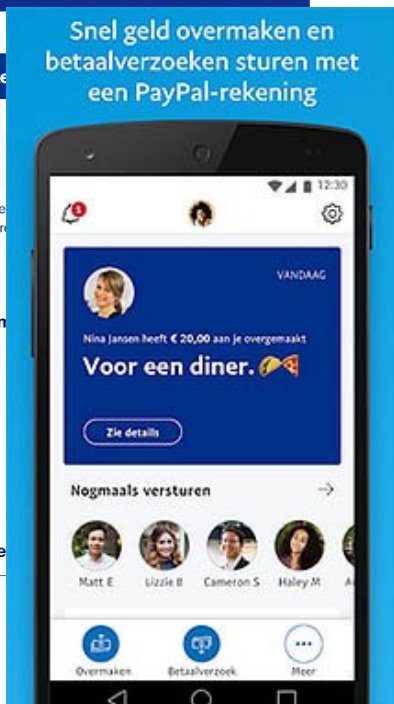 Snel geld overmaken en
betaalverzoeken sturen met
een PayPal-rekening
12:30
1
VANDAAG
Nina Jansen heeft € 20,00 aan je overgemaakt
Voor een diner.
Zie details
Nogmaals versturen
Matt E
Lizzie B
Cameron S
Haley M
Overmaken
Betaalverzoek
Meer